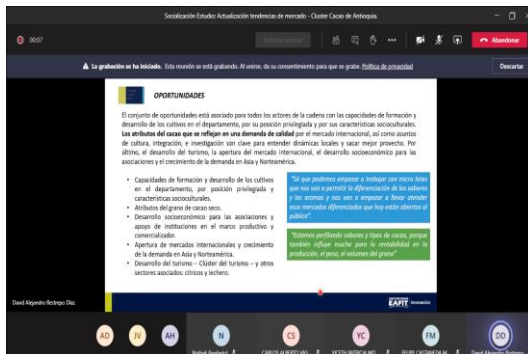 Socialización Estudio: Actualización tendencias de mercado - Cluster Cacao de Antioquia.
00:07
Solicitar control
Abandonar
La grabación se ha iniciado. Esta reunión se está grabando. Al unirse, da su consentimiento para que se grabe. Política de privacidad
Descartar
OPORTUNIDADES
El conjunto de oportunidades está asociado para todos los actores de la cadena con las capacidades de formación y
desarrollo de los cultivos en el departamento, por su posición privilegiada y por sus características socioculturales.
Los atributos del cacao que se reflejan en una demanda de calidad por el mercado internacional, así como asuntos
de cultura, integración, e investigación son clave para entender dinámicas locales y sacar mejor provecho. Por
último, el desarrollo del turismo, la apertura del mercado internacional, el desarrollo socioeconómico para las
asociaciones y el crecimiento de la demanda en Asia y Norteamérica.
• Capacidades de formación y desarrollo de los cultivos
en el departamento, por posición privilegiada y
características socioculturales.
• Atributos del grano de cacao seco.
• Desarrollo socioeconómico para las asociaciones y
apoyo de instituciones en el marco productivo y
comercializador.
• Apertura de mercados internacionales y crecimiento
de la demanda en Asia y Norteamérica.
• Desarrollo del turismo – Clúster del turismo – y otros
sectores asociados: cítricos y lechero.
"Sé que podemos empezar a trabajar con micro lotes
que nos van a permitir la diferenciación de los sabores
y los aromas y nos van a empezar a llevar atender
esos mercados diferenciados que hoy están abiertos al
público".
"Estamos perfilando sabores y tipos de cacao, porque
también influye mucho para la rentabilidad en la
producción, el peso, el volumen del grano"
David Alejandro Restrepo Díaz
UNIVERSIDAD
EAFIT
Innovación
AD
JV
AH
N
CS
YC
FM
DD
CARLOS ALBERTO VAS
YICETH PATRICIA MO
FELIPE CASTAÑEDA M
David Alejandro Restrepo